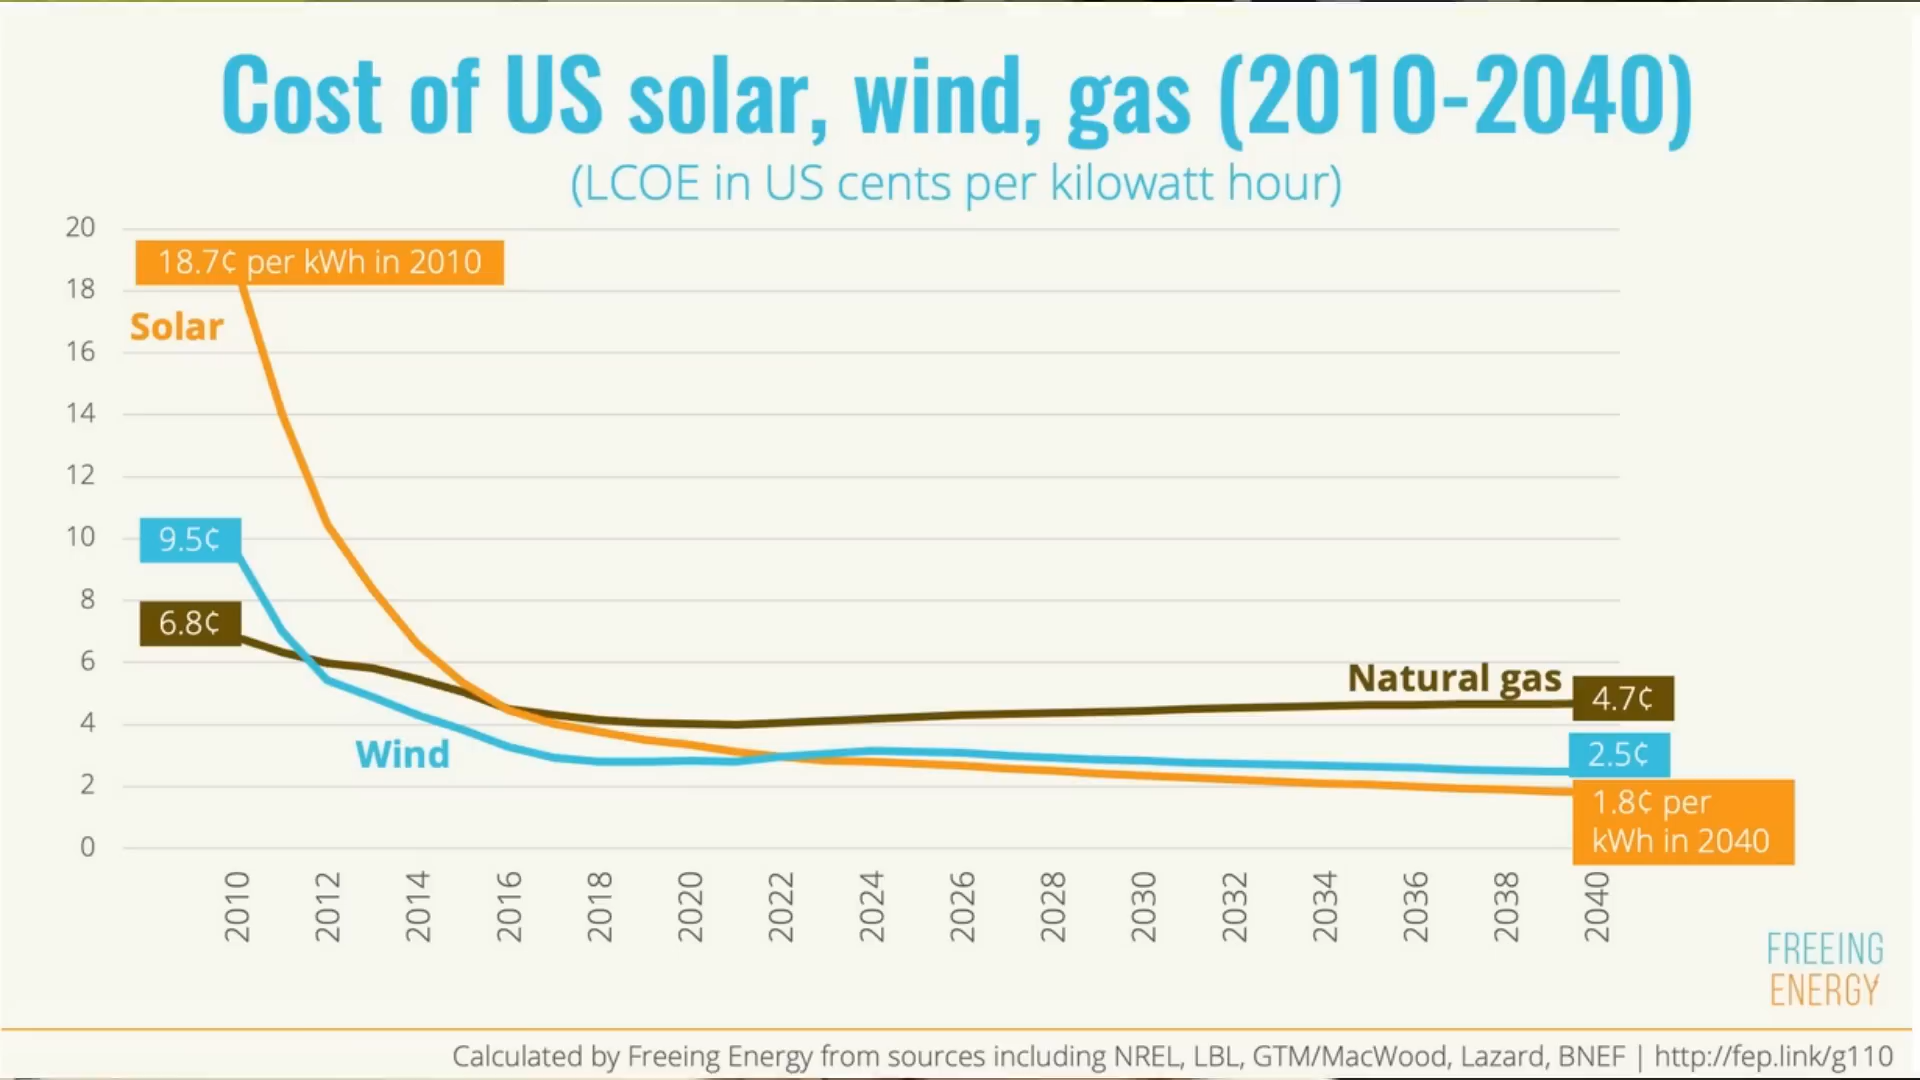 Cost of US solar, wind, gas (2010-2040)
(LCOE in US cents per kilowatt hour)
20
18.7¢ per kWh in 2010
18
Solar
16
14
12
10
9.5¢
8
6.8¢
6
Natural gas
4.7¢
4
Wind
2.5¢
2
1.8¢ per
kWh in 2040
0
2010
2012
2014
2016
2018
2020
2022
2024
2026
2028
2030
2032
2034
2036
2038
2040
FREEING
ENERGY
Calculated by Freeing Energy from sources including NREL, LBL, GTM/MacWood, Lazard, BNEF | http://fep.link/g110